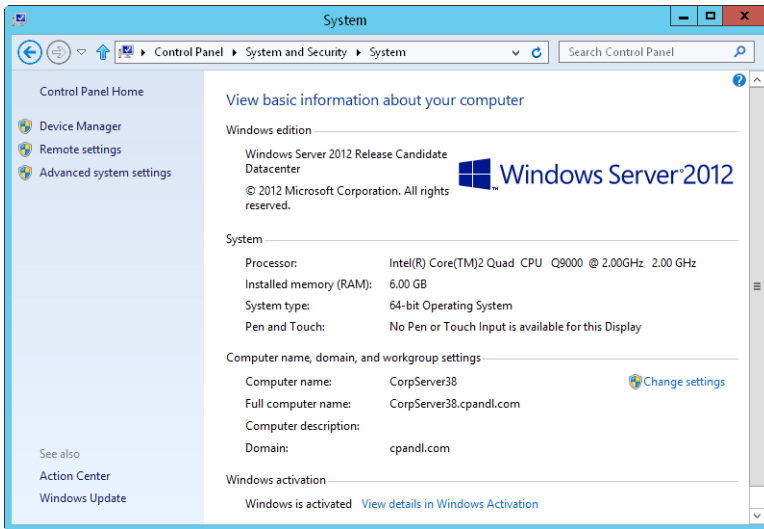 System
Control Panel System and Security System
Search Control Panel
Control Panel Home
Device Manager
Remote settings
Advanced system settings
See also
Action Center
Windows Update
View basic information about your computer
Windows edition
Windows Server 2012 Release Candidate
Datacenter
© 2012 Microsoft Corporation. All rights
reserved.
Windows Server®2012
System
Processor: Intel(R) Core(TM)2 Quad CPU Q9000 @ 2.00GHz 2.00 GHz
Installed memory (RAM): 6.00 GB
System type: 64-bit Operating System
Pen and Touch: No Pen or Touch Input is available for this Display
Computer name, domain, and workgroup settings
Computer name: CorpServer38
Change settings
Full computer name: CorpServer38.cpandl.com
Computer description:
Domain: cpandl.com
Windows activation
Windows is activated View details in Windows Activation